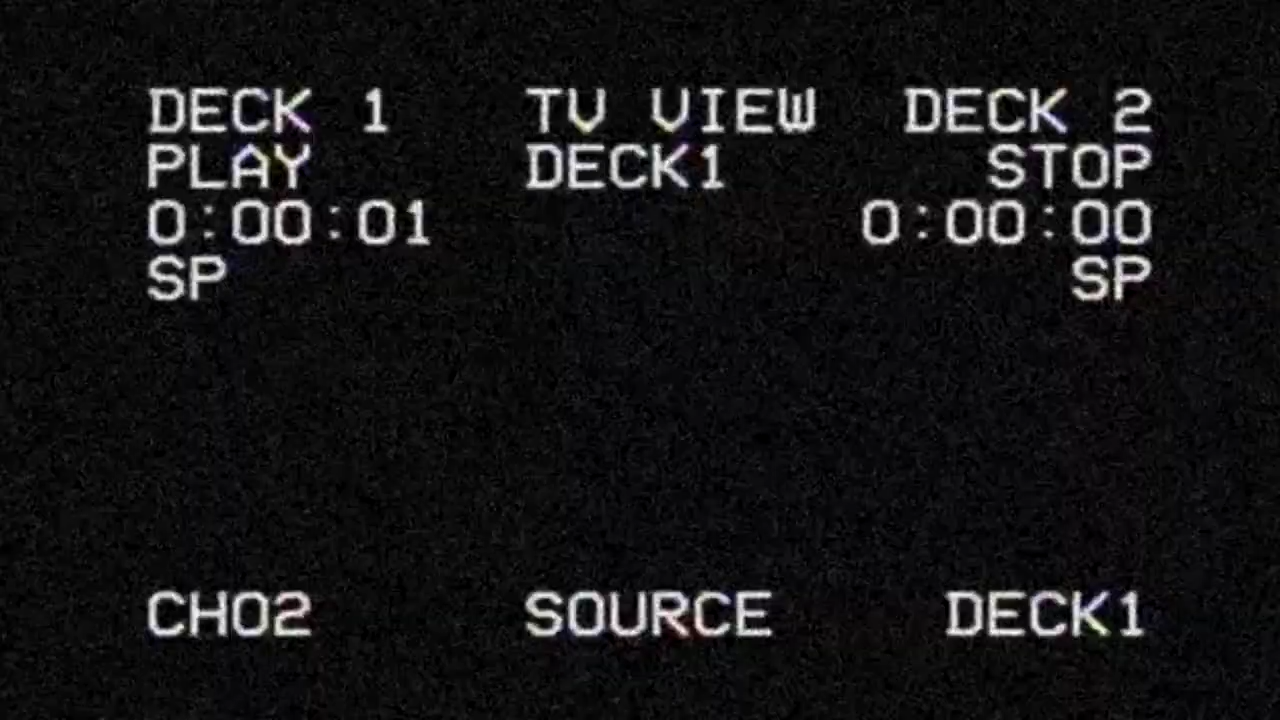 DECK 1 TV VIEW DECK 2
PLAY DECK1 STOP
0:00:01 0:00:00
SP SP
CH02 SOURCE DECK1